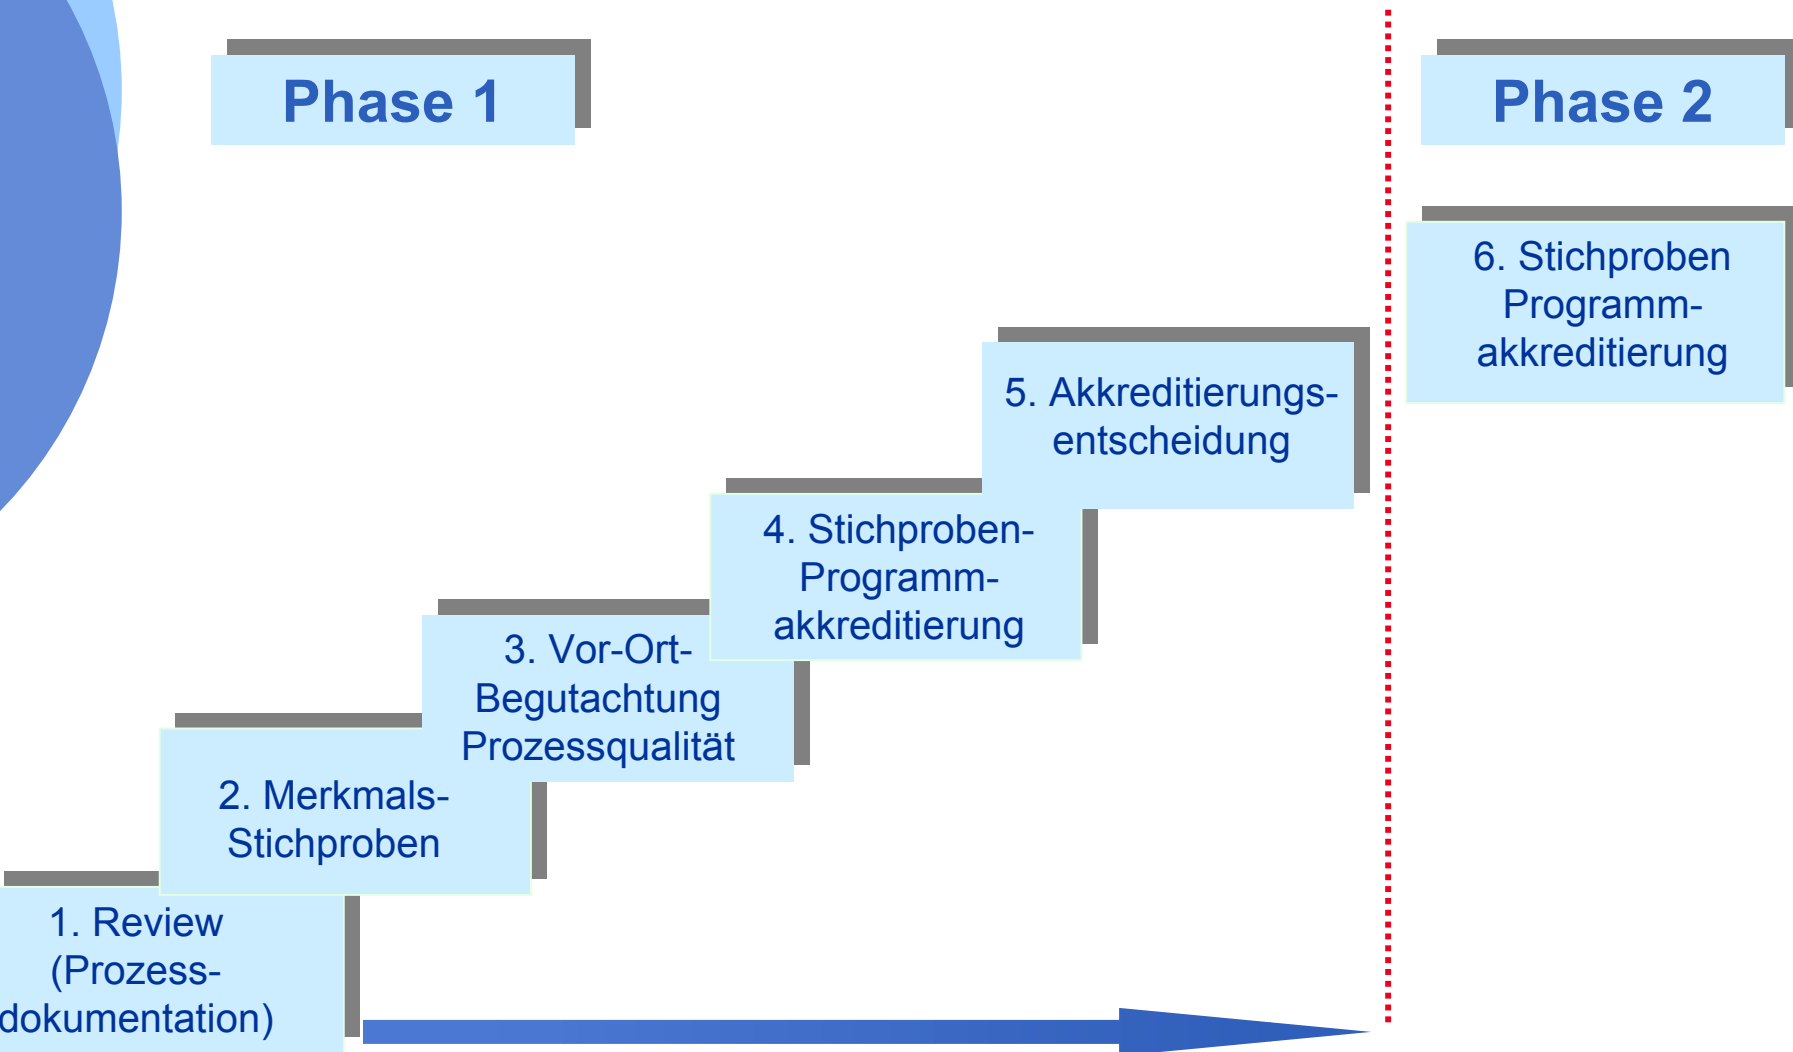 Phase 1
Phase 2
1. Review
(Prozess-
dokumentation)
2. Merkmals-
Stichproben
3. Vor-Ort-
Begutachtung
Prozessqualität
4. Stichproben-
Programm-
akkreditierung
5. Akkreditierungs-
entscheidung
6. Stichproben
Programm-
akkreditierung